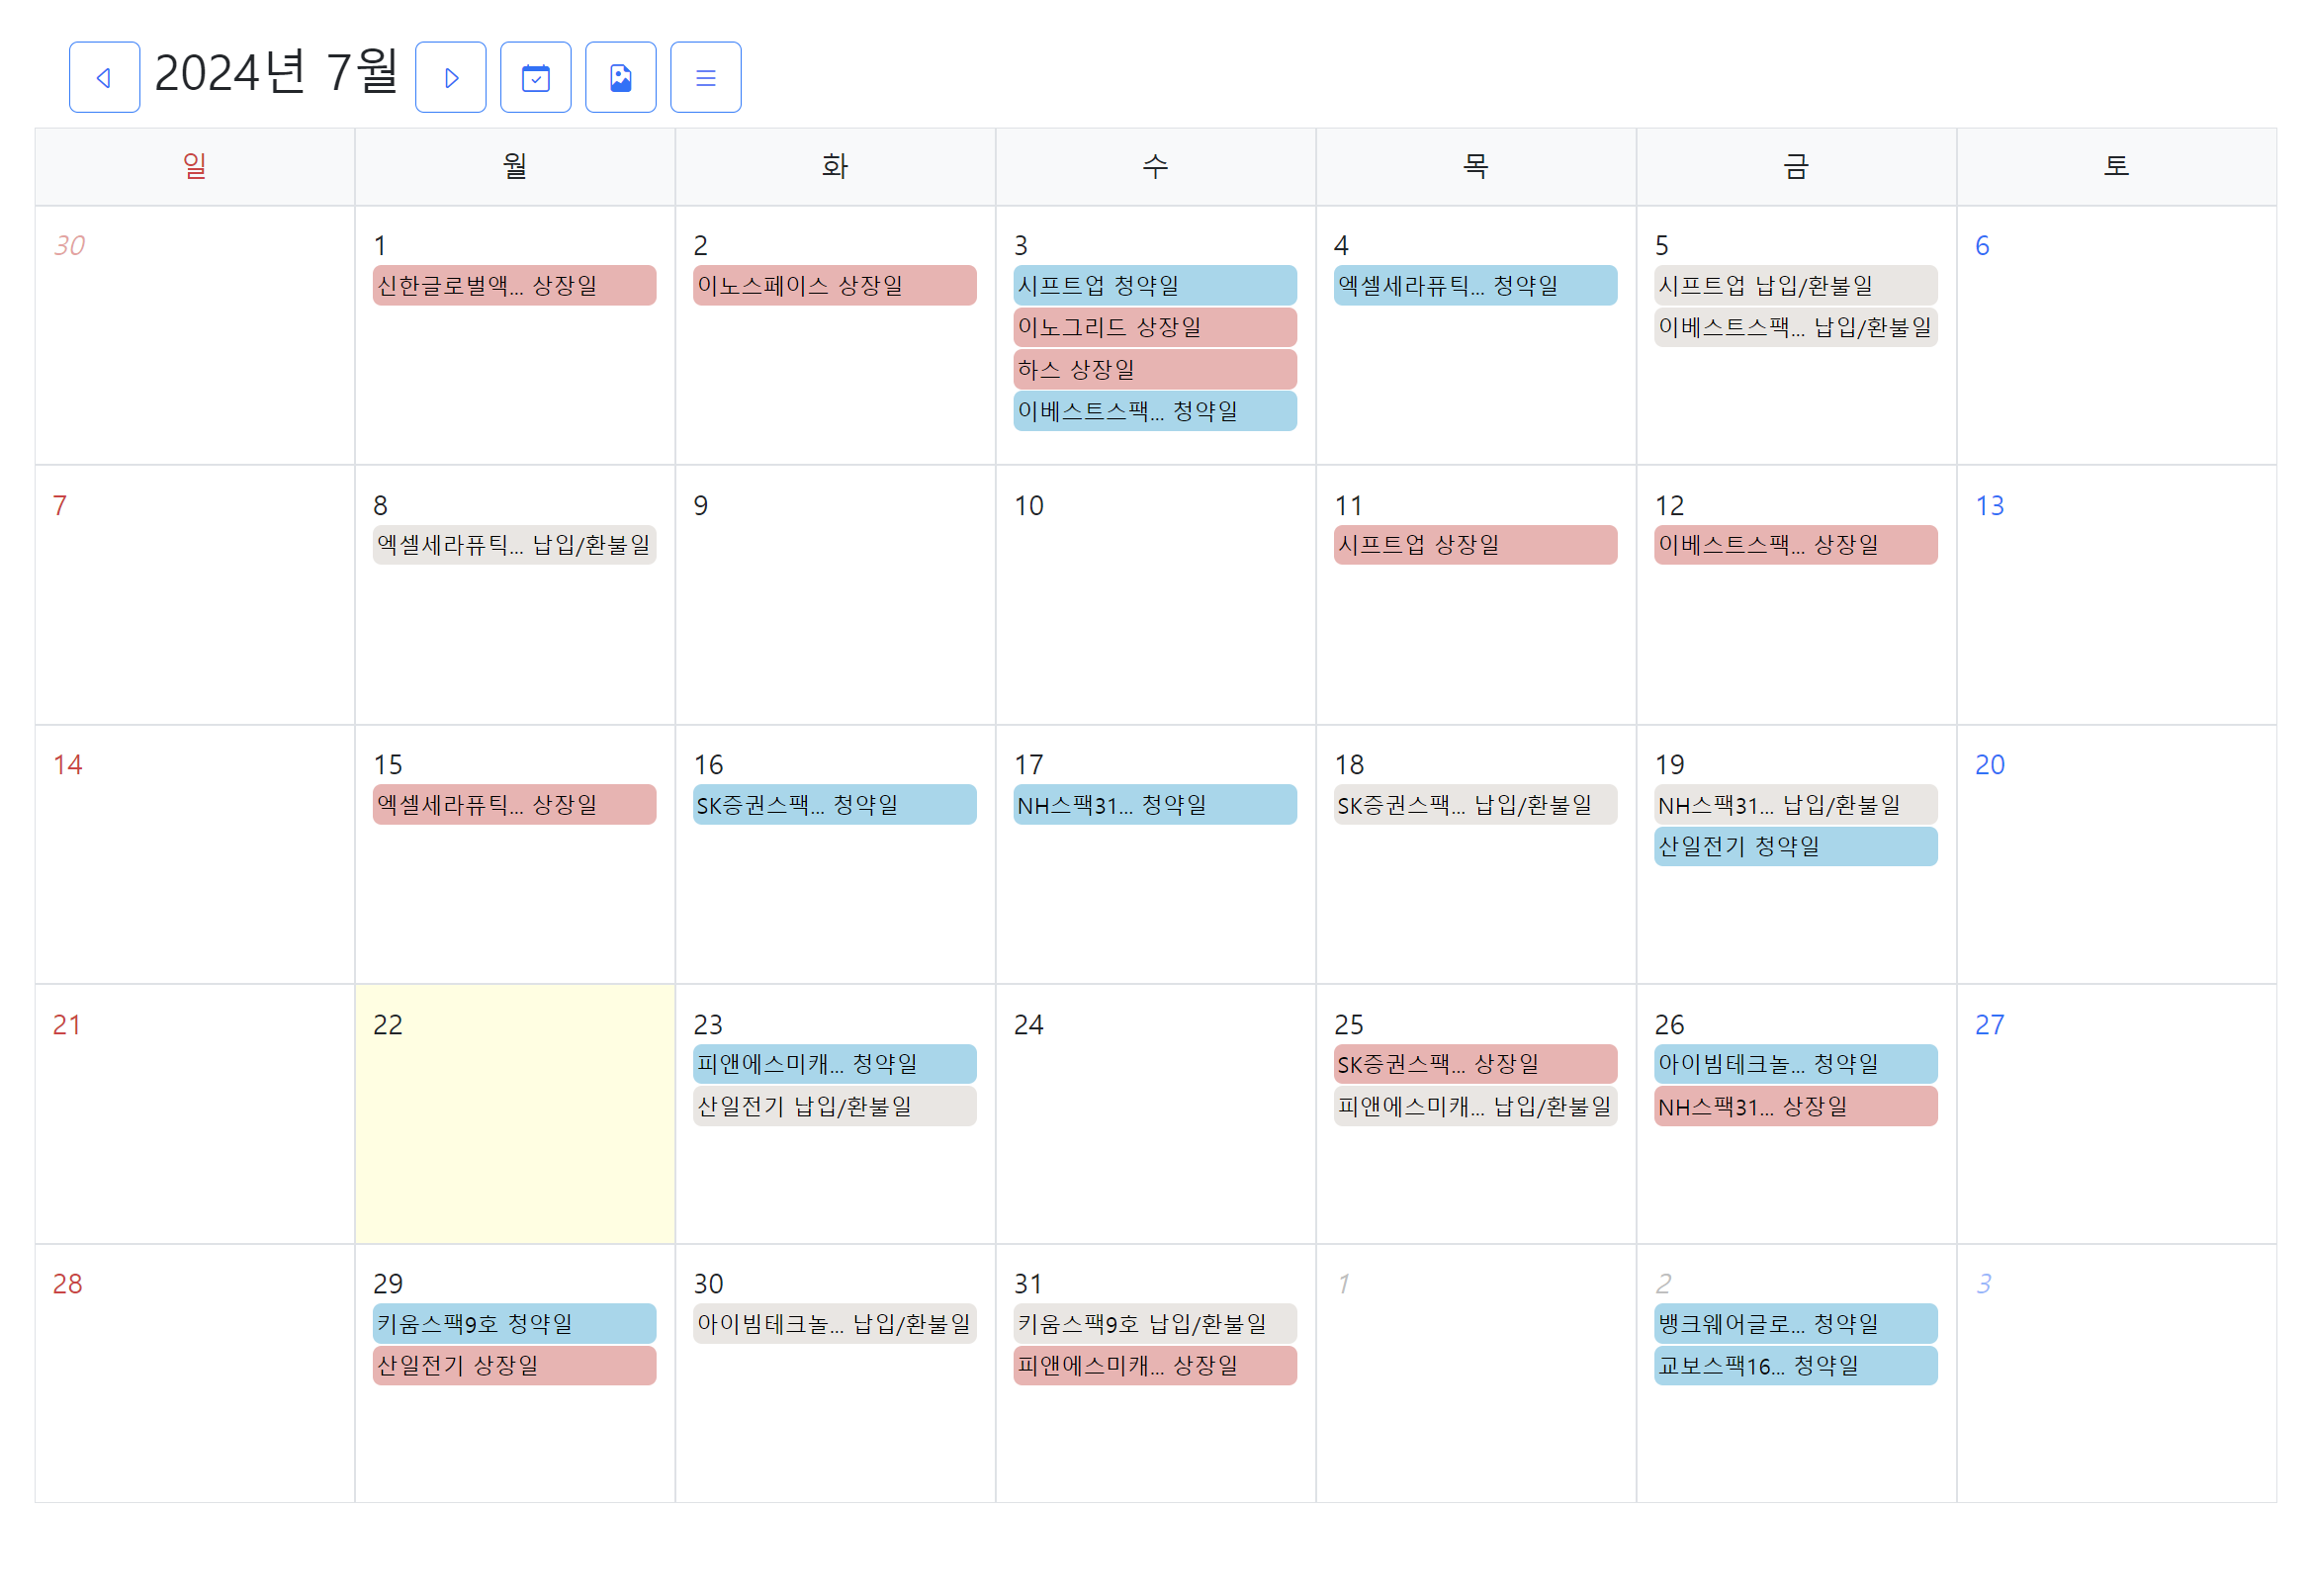 2024년 7월
일 월 화 수 목 금 토
30 1 2 3 4 5 6
신한글로벌액... 상장일
이노스페이스 상장일
시프트업 청약일
이노그리드 상장일
하스 상장일
이베스트스팩... 청약일
엑셀세라퓨틱... 청약일
시프트업 납입/환불일
이베스트스팩... 납입/환불일
7 8 9 10 11 12 13
엑셀세라퓨틱... 납입/환불일
시프트업 상장일
이베스트스팩... 상장일
14 15 16 17 18 19 20
엑셀세라퓨틱... 상장일
SK증권스팩... 청약일
NH스팩31... 청약일
SK증권스팩... 납입/환불일
NH스팩31... 납입/환불일
산일전기 청약일
21 22 23 24 25 26 27
피앤에스미캐... 청약일
산일전기 납입/환불일
SK증권스팩... 상장일
피앤에스미캐... 납입/환불일
아이빔테크놀... 청약일
NH스팩31... 상장일
28 29 30 31 1 2 3
키움스팩9호 청약일
산일전기 상장일
아이빔테크놀... 납입/환불일
키움스팩9호 납입/환불일
피앤에스미캐... 상장일
뱅크웨어글로... 청약일
교보스팩16... 청약일